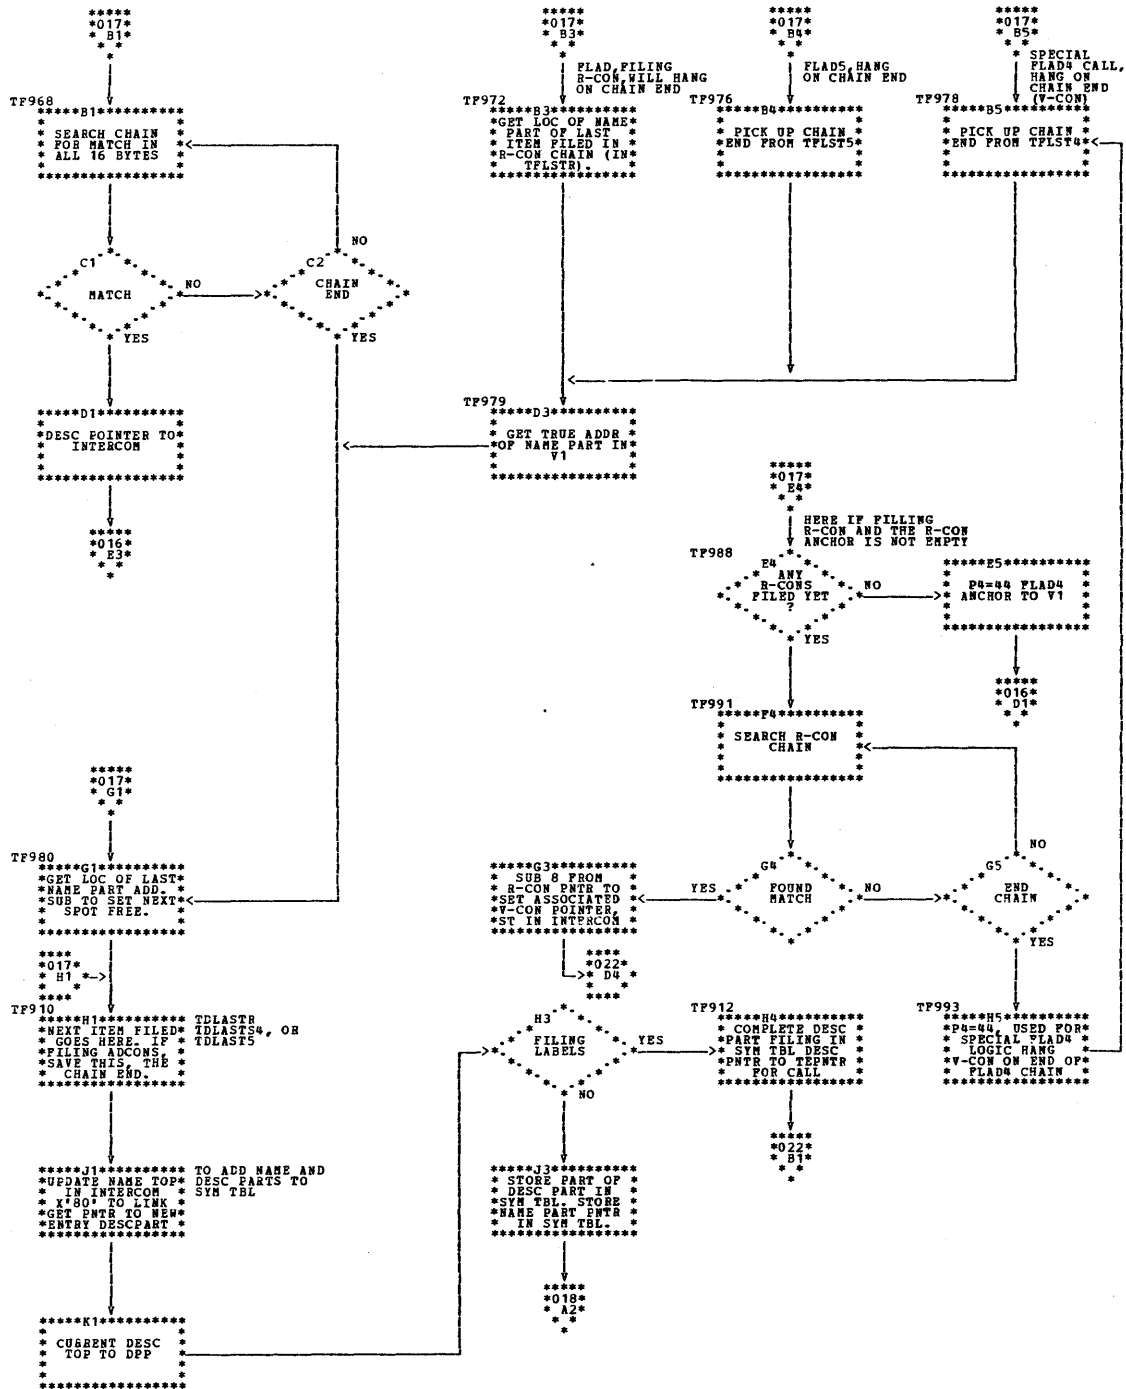 *017*
B1
*017*
B3
*017*
B4
*017*
B5
FLAD,FILING
R-CON,WILL HANG
ON CHAIN END
FLAD5,HANG
ON CHAIN END
SPECIAL
FLAD4 CALL,
HANG ON
CHAIN END
(V-CON)
TF968
B1
SEARCH CHAIN
FOR MATCH IN
ALL 16 BYTES
TF972
B3
GET LOC OF NAME
PART OF LAST
ITEM FILED IN
R-CON CHAIN (IN
TFLSTR).
TF976
B4
PICK UP CHAIN
END FROM TFLST5
TF978
B5
PICK UP CHAIN
END FROM TFLST4
C1
MATCH
NO
YES
C2
CHAIN
END
NO
YES
D1
DESC POINTER TO
INTERCOM
*016*
E3
TF979
D3
GET TRUE ADDR
OF NAME PART IN
V1
*017*
E4
HERE IF FILLING
R-CON AND THE R-CON
ANCHOR IS NOT EMPTY
TF988
E4
ANY
R-CONS
FILED YET
?
NO
YES
E5
P4=44 FLAD4
ANCHOR TO V1
*016*
D1
TF991
F4
SEARCH R-CON
CHAIN
*017*
G1
TF980
G1
GET LOC OF LAST
NAME PART ADD.
SUB TO SET NEXT
SPOT FREE.
G3
SUB 8 FROM
R-CON PNTR TO
SET ASSOCIATED
V-CON POINTER,
ST IN INTERCOM
YES
G4
FOUND
MATCH
NO
G5
END
CHAIN
NO
YES
*017*
H1
*022*
D4
TF910
H1
NEXT ITEM FILED
GOES HERE. IF
FILING ADCONS,
SAVE THIS, THE
CHAIN END.
TDLASTR
TDLASTS4, OR
TDLAST5
H3
FILING
LABELS
YES
NO
TF912
H4
COMPLETE DESC
PART FILING IN
SYM TBL DESC
PNTR TO TEPNTR
FOR CALL
TF993
H5
P4=44, USED FOR
SPECIAL FLAD4
LOGIC HANG
V-CON ON END OF
FLAD4 CHAIN
*022*
B1
J1
UPDATE NAME TOP
IN INTERCOM
X'80' TO LINK
GET PNTR TO NEW
ENTRY DESCPART
TO ADD NAME AND
DESC PARTS TO
SYM TBL
J3
STORE PART OF
DESC PART IN
SYM TBL. STORE
NAME PART PNTR
IN SYM TBL.
*018*
A2
K1
CURRENT DESC
TOP TO DPP